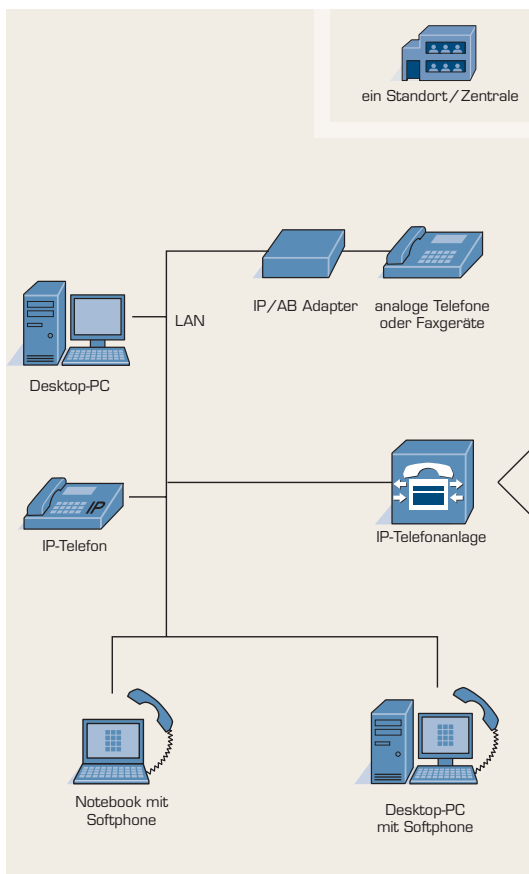 ein Standort/Zentrale
IP/AB Adapter
analoge Telefone
oder Faxgeräte
LAN
Desktop-PC
IP
IP-Telefon
IP-Telefonanlage
Notebook mit
Softphone
Desktop-PC
mit Softphone